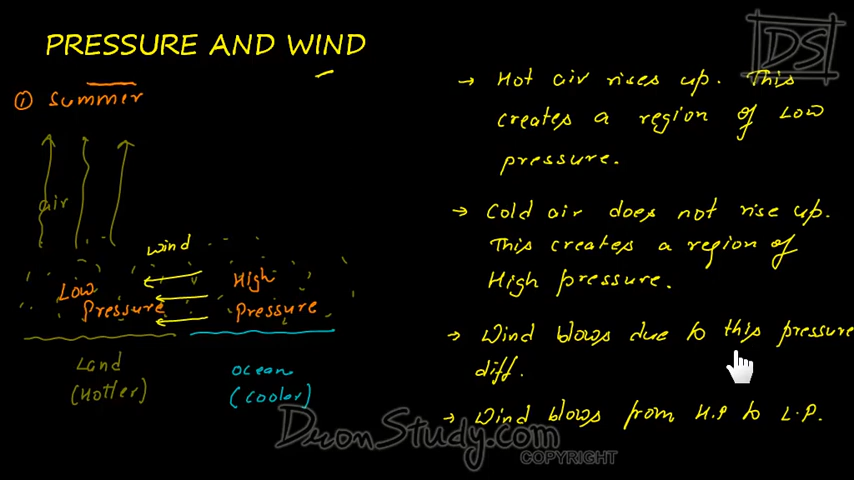 PRESSURE AND WIND
① Summer
air
wind
Low
Pressure
High
Pressure
Land
(Hotter)
Ocean
(Cooler)
→ Hot air rises up. This
creates a region of Low
pressure.
→ Cold air does not rise up.
This creates a region of
High pressure.
→ Wind blows due to this pressure
diff.
→ Wind blows from H.P to L.P.
DS
DronStudy.com
COPYRIGHT